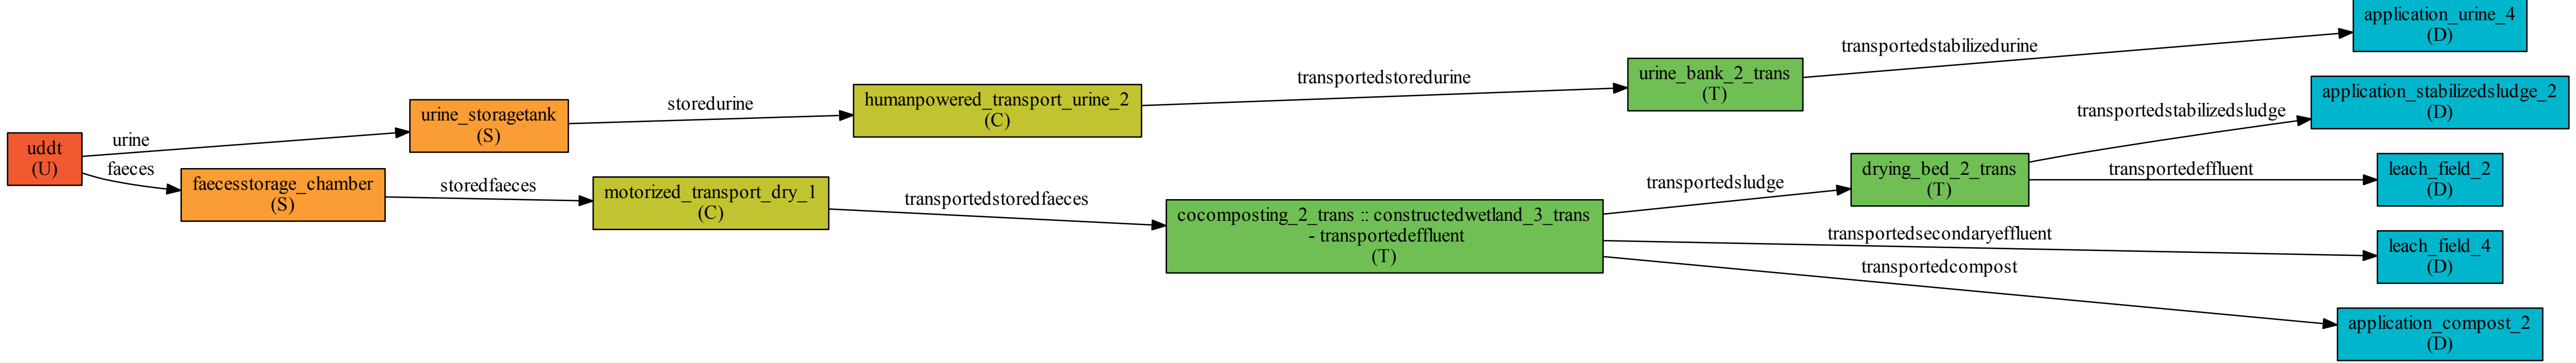 uddt
(U)
urine
faeces
urine_storagetank
(S)
faecesstorage_chamber
(S)
storedurine
storedfaeces
humanpowered_transport_urine_2
(C)
motorized_transport_dry_1
(C)
transportedstoredurine
transportedstoredfaeces
urine_bank_2_trans
(T)
cocomposting_2_trans :: constructedwetland_3_trans
- transportedeffluent
(T)
transportedsludge
drying_bed_2_trans
(T)
transportedstabilizedurine
transportedstabilizedsludge
transportedeffluent
transportedsecondaryeffluent
transportedcompost
application_urine_4
(D)
application_stabilizedsludge_2
(D)
leach_field_2
(D)
leach_field_4
(D)
application_compost_2
(D)